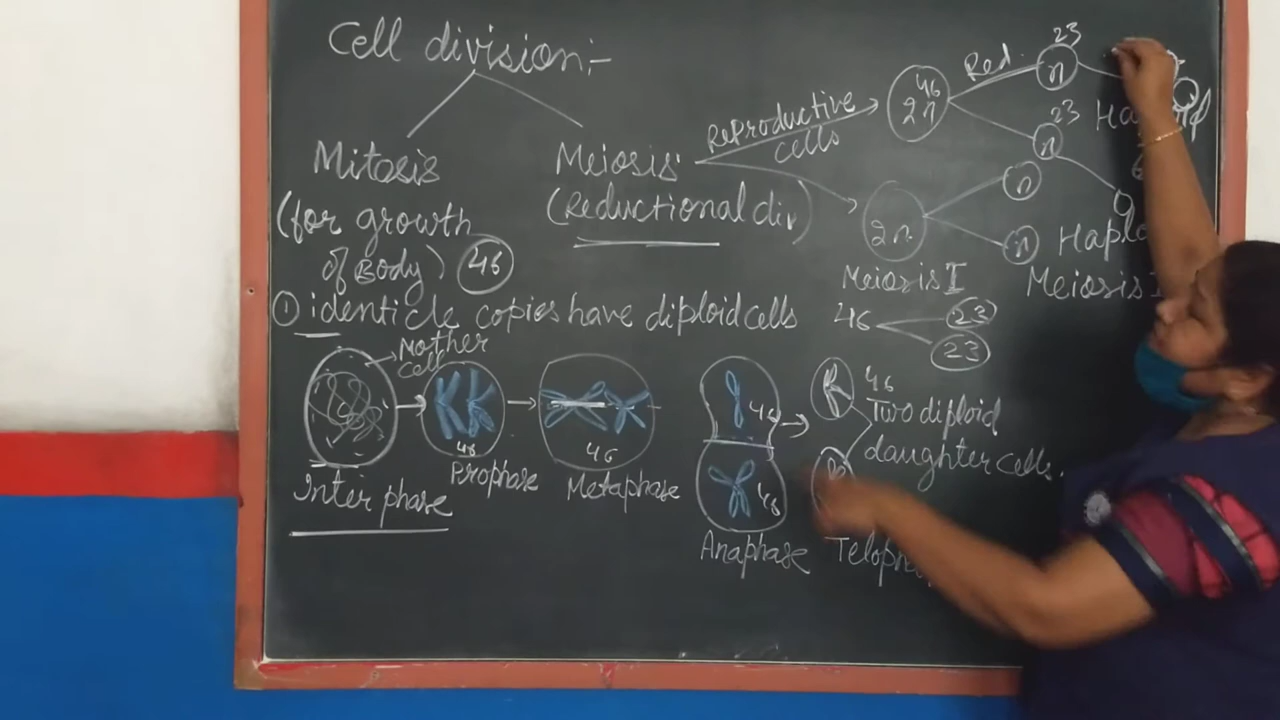 Cell division:-
Mitosis
(for growth
of Body) 46
Meiosis
(Reductional div)
Reproductive
cells
46
2n
Red.
23
n
23
n
2n
n
n
Haplo
Meiosis I
Meiosis I
46
23
23
① identicle copies have diploid cells
Mother
cell
46
46
46
46
46
Two diploid
daughter cells.
Inter phase
Prophase
Metaphase
Anaphase
Teloph